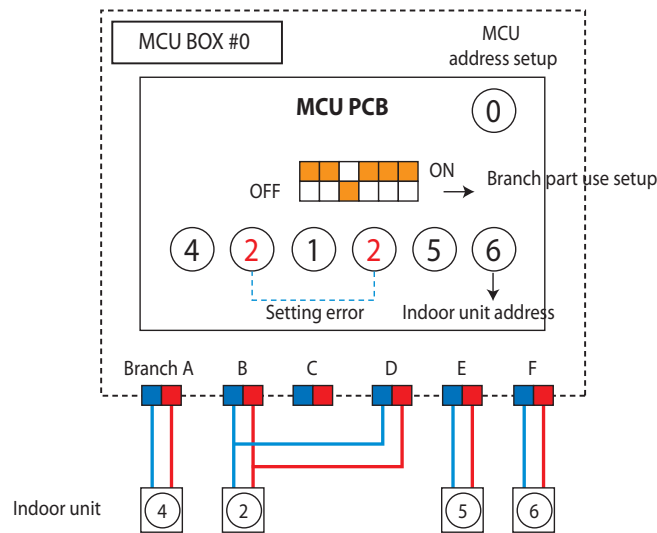 MCU BOX #0
MCU
address setup
MCU PCB
0
ON
OFF
Branch part use setup
4 2 1 2 5 6
Setting error
Indoor unit address
Branch A B C D E F
Indoor unit
4 2 5 6